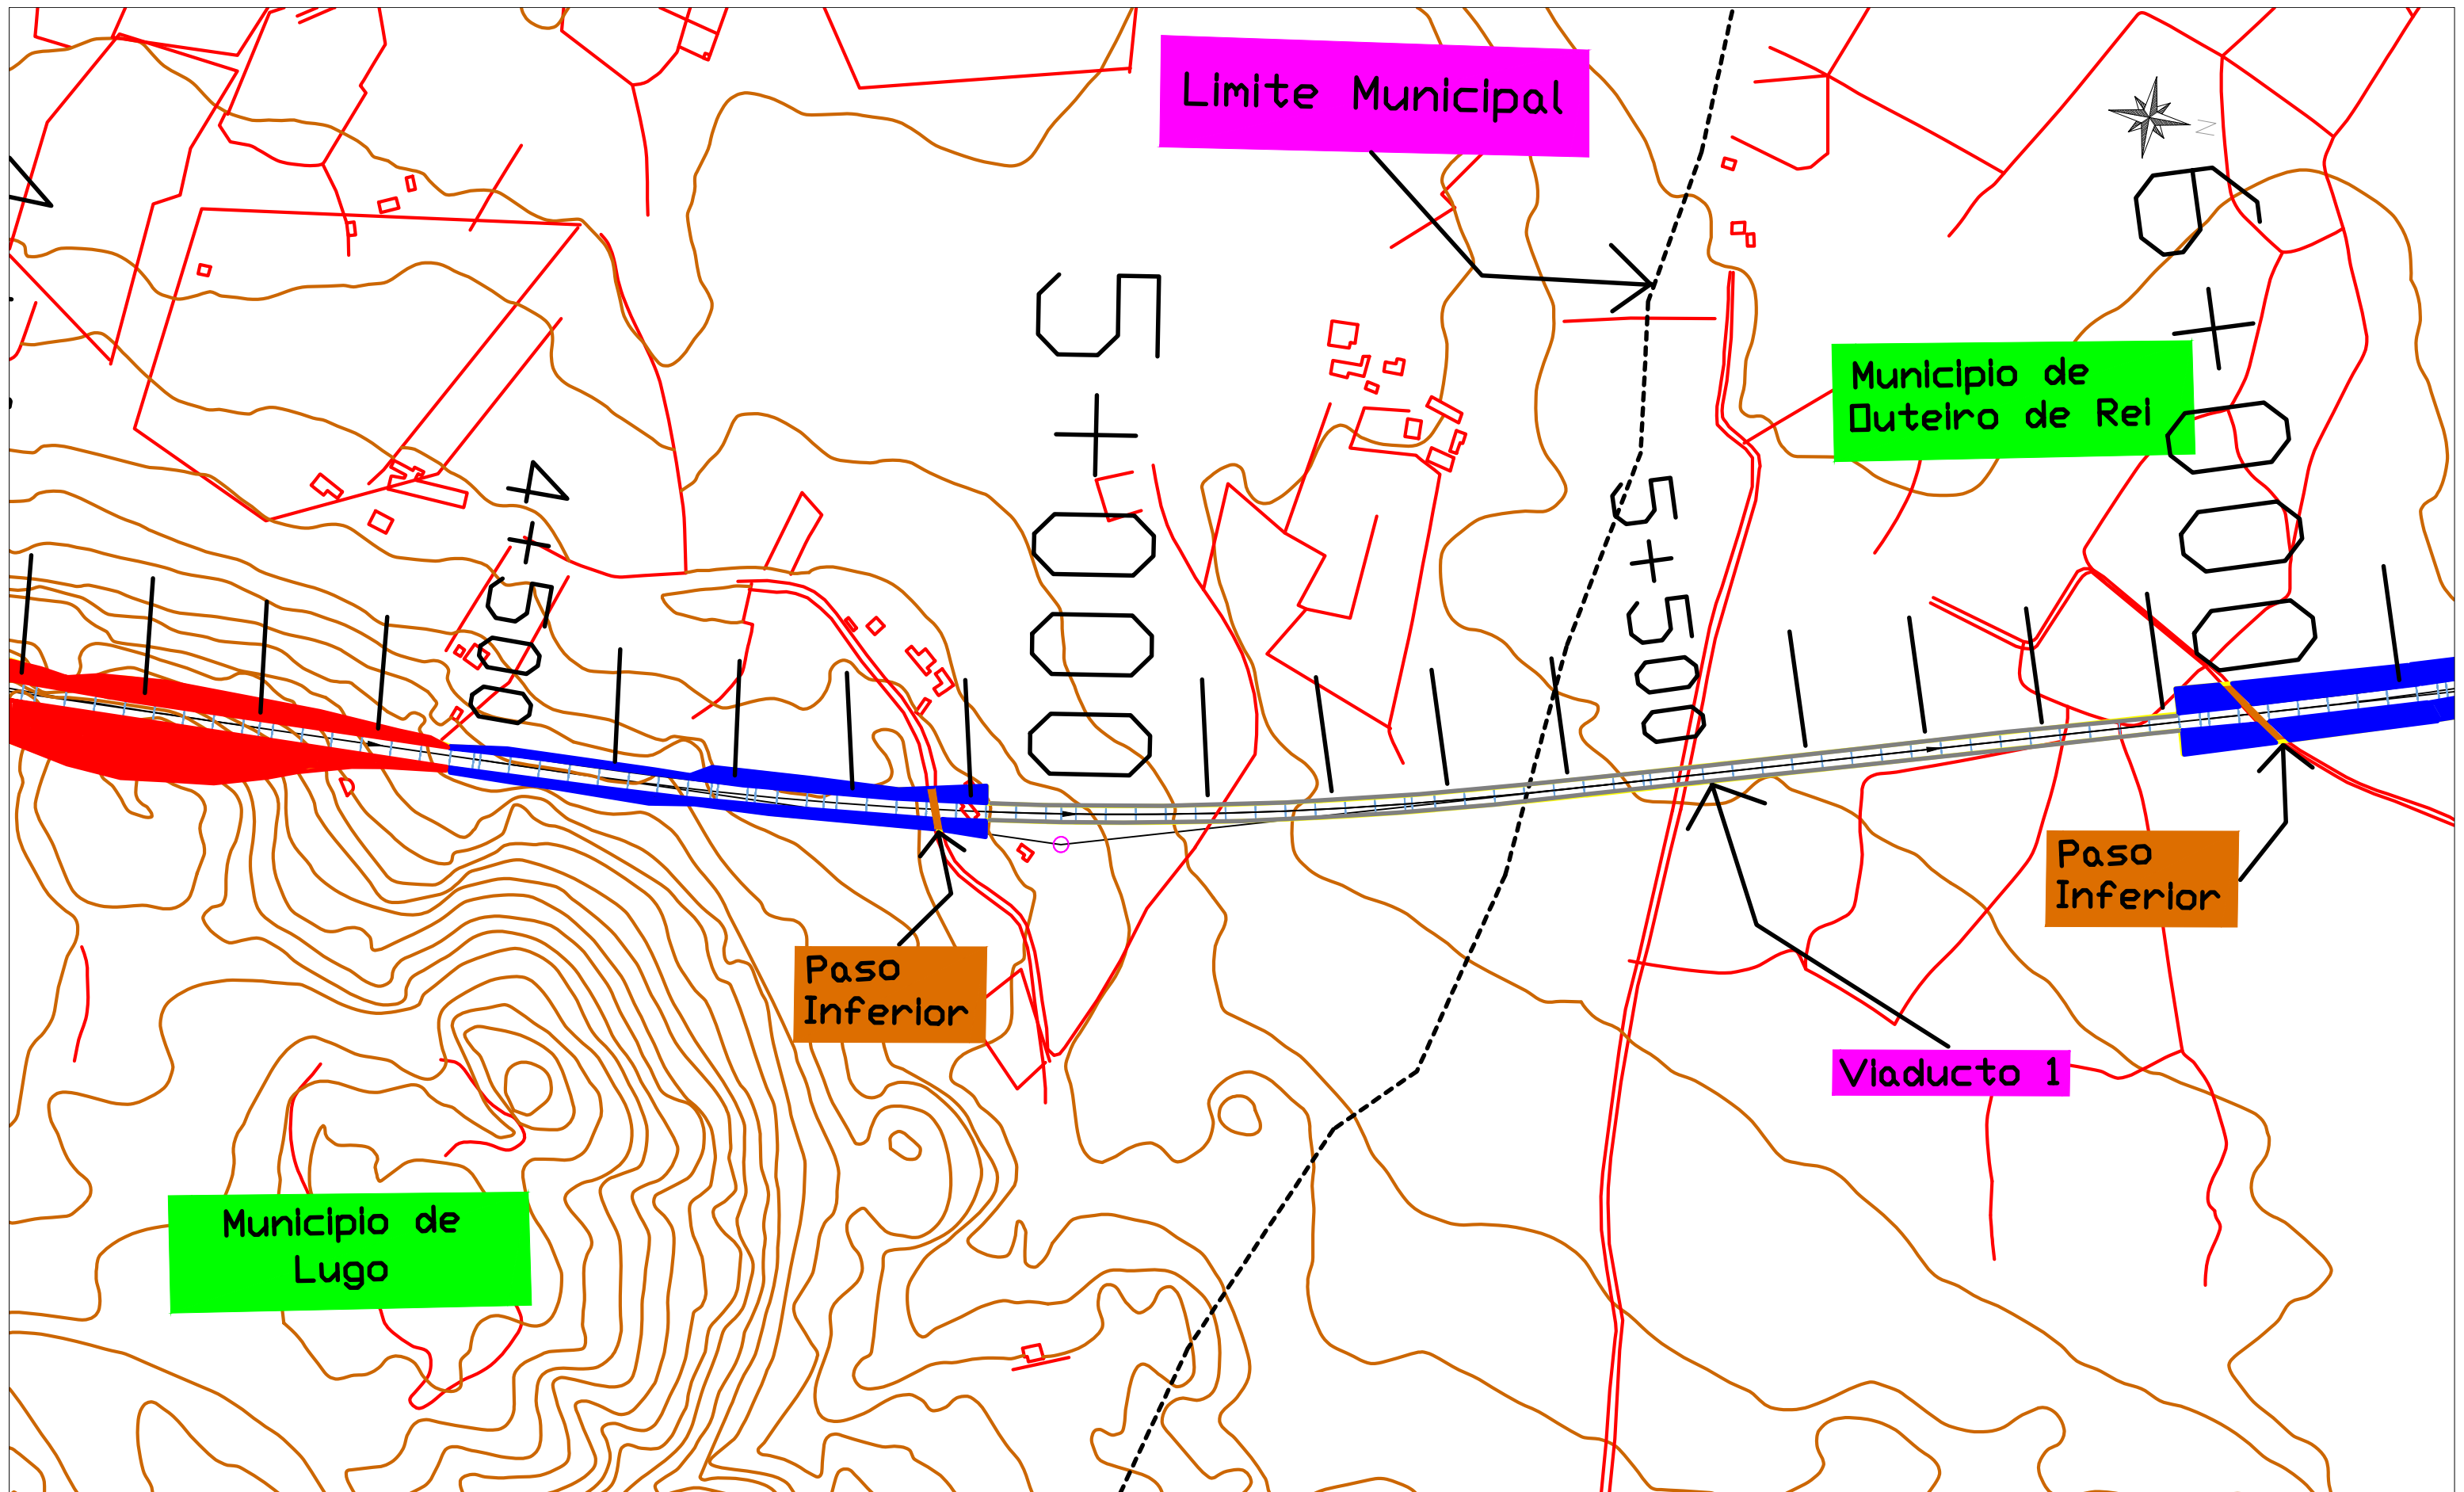 Limite Municipal
Municipio de
Outeiro de Rei
4+500
5+000
5+500
6+000
Paso
Inferior
Paso
Inferior
Viaducto 1
Municipio de
Lugo
N